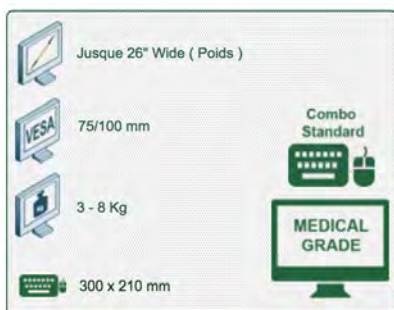 Jusque 26" Wide ( Poids )
VESA
75/100 mm
3 - 8 Kg
300 x 210 mm
Combo
Standard
MEDICAL
GRADE